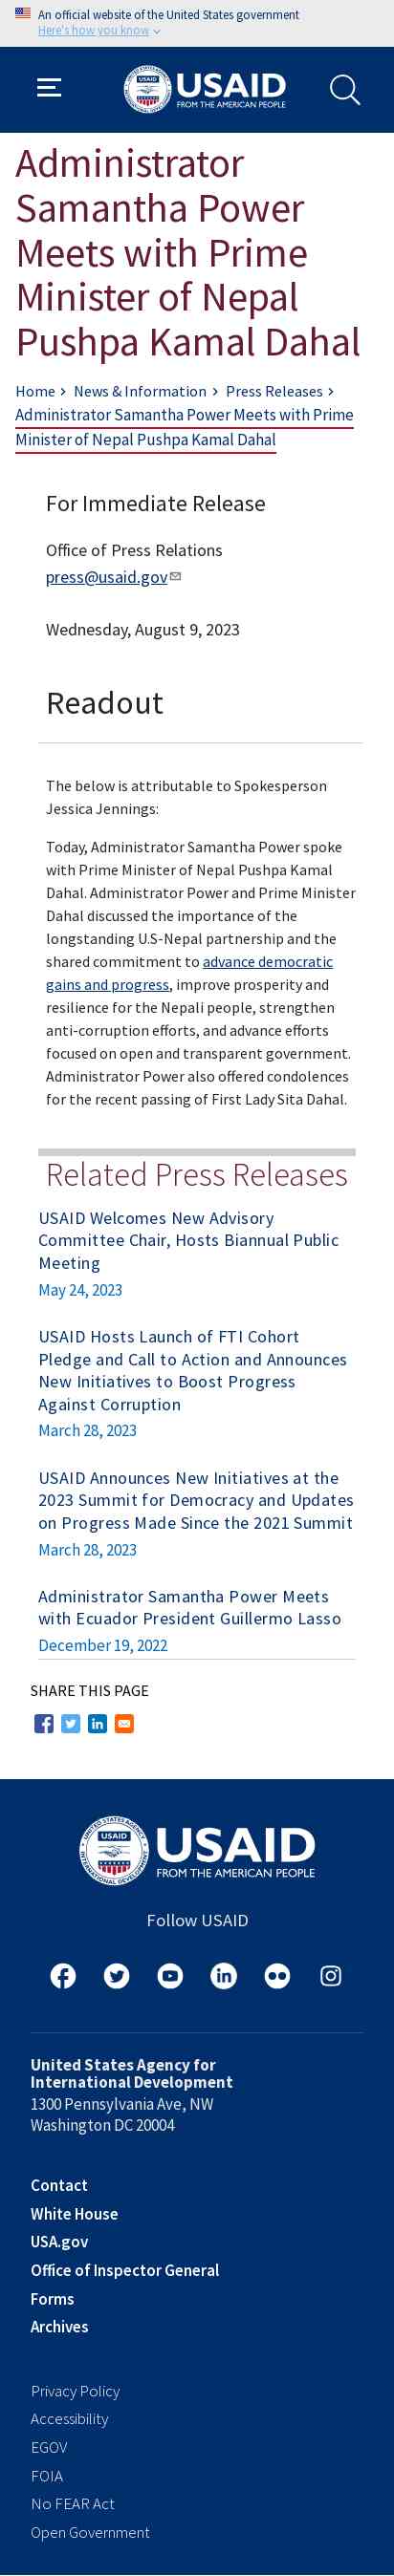 An official website of the United States government
Here's how you know
USAID
FROM THE AMERICAN PEOPLE
Administrator
Samantha Power
Meets with Prime
Minister of Nepal
Pushpa Kamal Dahal
Home > News & Information > Press Releases >
Administrator Samantha Power Meets with Prime
Minister of Nepal Pushpa Kamal Dahal
For Immediate Release
Office of Press Relations
press@usaid.gov
Wednesday, August 9, 2023
Readout
The below is attributable to Spokesperson
Jessica Jennings:
Today, Administrator Samantha Power spoke
with Prime Minister of Nepal Pushpa Kamal
Dahal. Administrator Power and Prime Minister
Dahal discussed the importance of the
longstanding U.S-Nepal partnership and the
shared commitment to advance democratic
gains and progress, improve prosperity and
resilience for the Nepali people, strengthen
anti-corruption efforts, and advance efforts
focused on open and transparent government.
Administrator Power also offered condolences
for the recent passing of First Lady Sita Dahal.
Related Press Releases
USAID Welcomes New Advisory
Committee Chair, Hosts Biannual Public
Meeting
May 24, 2023
USAID Hosts Launch of FTI Cohort
Pledge and Call to Action and Announces
New Initiatives to Boost Progress
Against Corruption
March 28, 2023
USAID Announces New Initiatives at the
2023 Summit for Democracy and Updates
on Progress Made Since the 2021 Summit
March 28, 2023
Administrator Samantha Power Meets
with Ecuador President Guillermo Lasso
December 19, 2022
SHARE THIS PAGE
UNITED STATES AGENCY
USAID
INTERNATIONAL DEVELOPMENT
USAID
FROM THE AMERICAN PEOPLE
Follow USAID
United States Agency for
International Development
1300 Pennsylvania Ave, NW
Washington DC 20004
Contact
White House
USA.gov
Office of Inspector General
Forms
Archives
Privacy Policy
Accessibility
EGOV
FOIA
No FEAR Act
Open Government